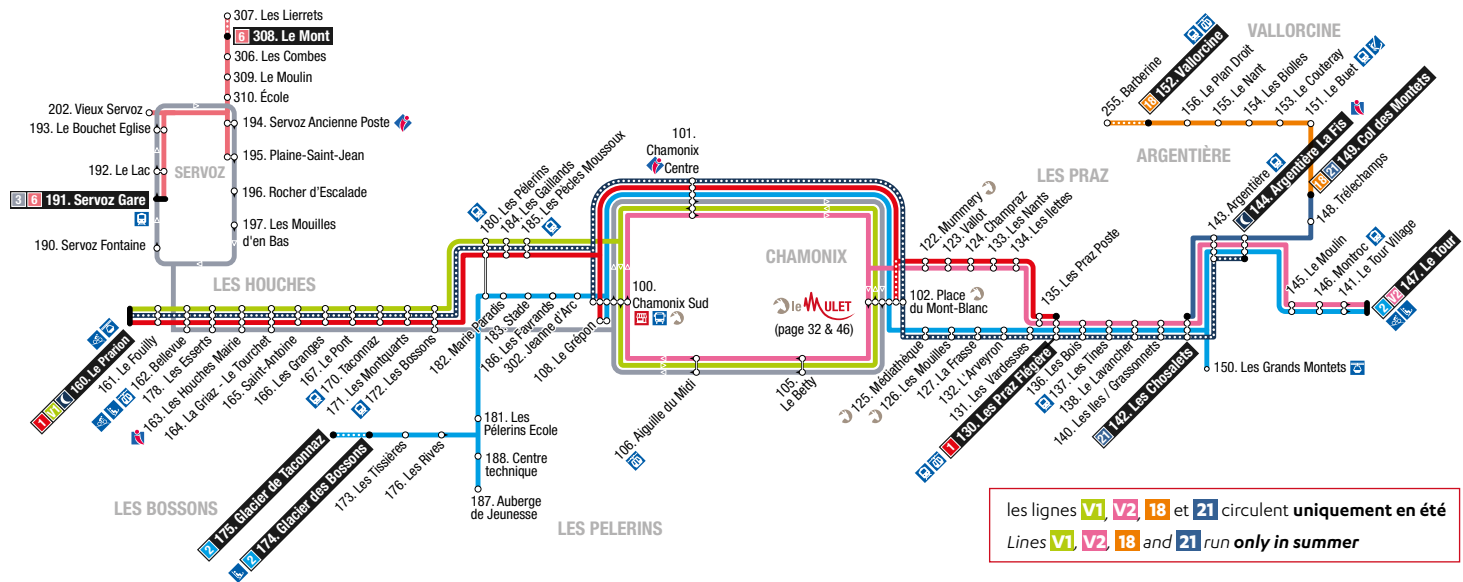 307. Les Lierrets
6 308. Le Mont
306. Les Combes
309. Le Moulin
310. École
202. Vieux Servoz
194. Servoz Ancienne Poste
193. Le Bouchet Eglise
195. Plaine-Saint-Jean
192. Le Lac
SERVOZ
196. Rocher d'Escalade
3 6 191. Servoz Gare
197. Les Mouilles
d'en Bas
190. Servoz Fontaine
LES HOUCHES
1 V1 160. Le Prarion
161. Le Fouilly
162. Bellevue
178. Les Esserts
163. Les Houches Mairie
164. La Griaz - Le Tourchet
165. Saint-Antoine
166. Les Granges
167. Le Pont
170. Taconnaz
171. Les Montquarts
172. Les Bossons
180. Les Pélerins
184. Les Gaillands
185. Les Pècles Moussoux
182. Marie Paradis
183. Stade
186. Les Favrands
302. Jeanne d'Arc
108. Le Grépon
181. Les
Pélerins Ecole
188. Centre
technique
187. Auberge
de Jeunesse
2 175. Glacier de Taconnaz
2 174. Glacier des Bossons
173. Tissières
176. Les Rives
LES BOSSONS
LES PELERINS
101.
Chamonix
Centre
100.
Chamonix Sud
CHAMONIX
le MULET
(page 32 & 46)
106. Aiguille du Midi
105.
Le Betty
102. Place
du Mont-Blanc
LES PRAZ
122. Mummery
123. Vallot
124. Champraz
133. Les Nants
134. Les Ilettes
135. Les Praz Poste
125. Médiathèque
126. Les Mouilles
127. La Frasse
132. L'Arveyron
131. Les Vardesses
1 130. Les Praz Flégère
136. Les Bois
137. Les Tines
138. Le Lavancher
140. Les Iles / Grassonnets
21 142. Les Chosalets
150. Les Grands Montets
ARGENTIÈRE
143. Argentière
144. Argentière La Fis
18 21 149. Col des Montets
148. Tréléchamps
VALLORCINE
255. Barberine
18 152. Vallorcine
156. Le Plan Droit
155. Le Nant
154. Les Biolles
153. Le Couteray
151. Le Buet
145. Le Moulin
146. Montroc
141. Le Tour Village
2 V2 147. Le Tour
les lignes V1, V2, 18 et 21 circulent uniquement en été
Lines V1, V2, 18 and 21 run only in summer